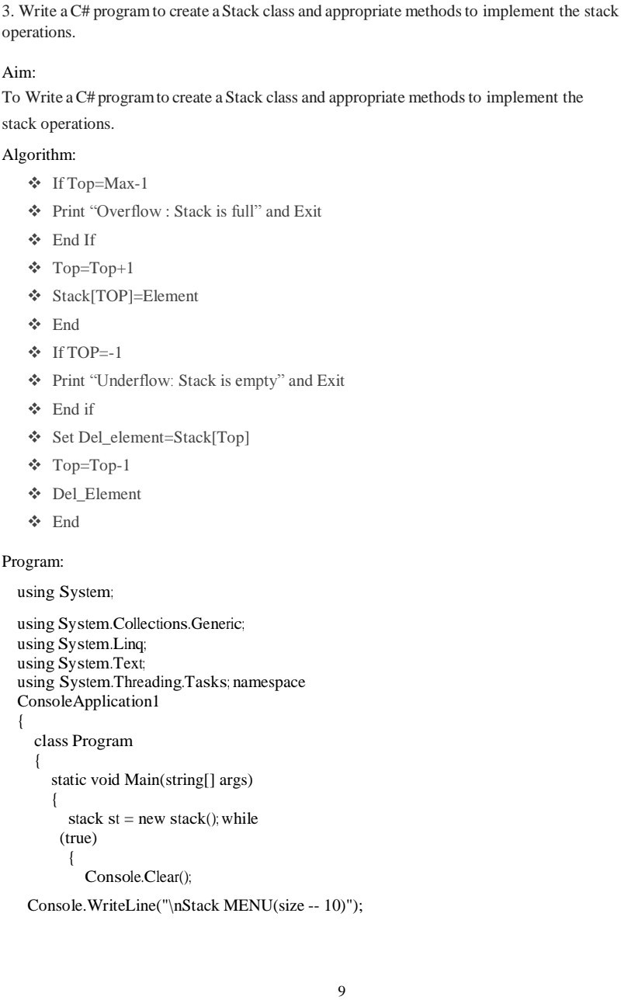 3. Write a C# program to create a Stack class and appropriate methods to implement the stack
operations.
Aim:
To Write a C# program to create a Stack class and appropriate methods to implement the
stack operations.
Algorithm:
❖ If Top=Max-1
❖ Print “Overflow : Stack is full” and Exit
❖ End If
❖ Top=Top+1
❖ Stack[TOP]=Element
❖ End
❖ If TOP=-1
❖ Print “Underflow: Stack is empty” and Exit
❖ End if
❖ Set Del_element=Stack[Top]
❖ Top=Top-1
❖ Del_Element
❖ End
Program:
using System;
using System.Collections.Generic;
using System.Linq;
using System.Text;
using System.Threading.Tasks; namespace
ConsoleApplication1
{
class Program
{
static void Main(string[] args)
{
stack st = new stack(); while
(true)
{
Console.Clear();
Console.WriteLine("\nStack MENU(size -- 10)");
9